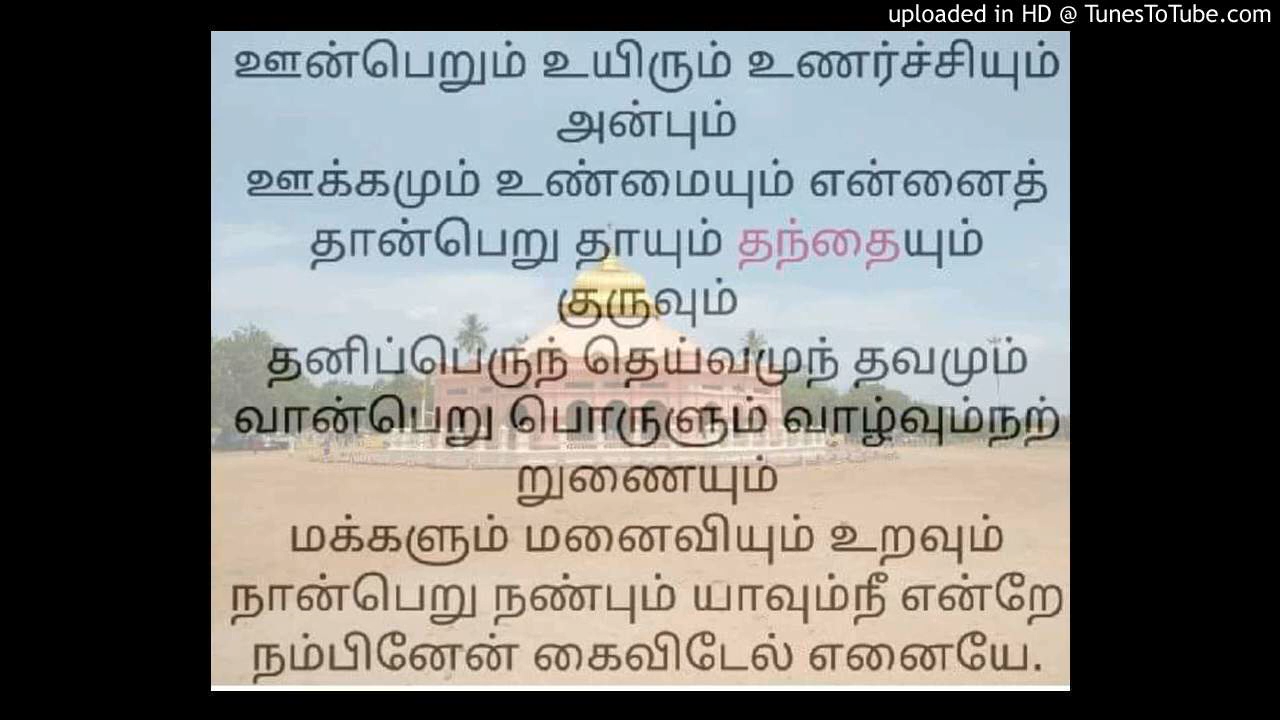 uploaded in HD @ TunesToTube.com
ஊன்பெறும் உயிரும் உணர்ச்சியும்
அன்பும்
ஊக்கமும் உண்மையும் என்னைத்
தான்பெறு தாயும் தந்தையும்
குருவும்
தனிப்பெருந் தெய்வமுந் தவமும்
வான்பெறு பொருளும் வாழ்வும்நற்
றுணையும்
மக்களும் மனைவியும் உறவும்
நான்பெறு நண்பும் யாவும்நீ என்றே
நம்பினேன் கைவிடேல் எனையே.